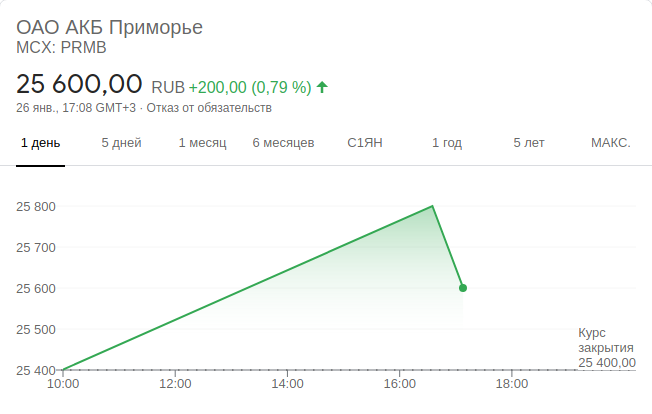 ОАО АКБ Приморье
MCX: PRMB
25 600,00 RUB +200,00 (0,79 %)
26 янв., 17:08 GMT+3 · Отказ от обязательств
1 день 5 дней 1 месяц 6 месяцев С1ЯН 1 год 5 лет МАКС.
25 800
25 700
25 600
25 500
Курс
закрытия
25 400,00
25 400
10:00 12:00 14:00 16:00 18:00